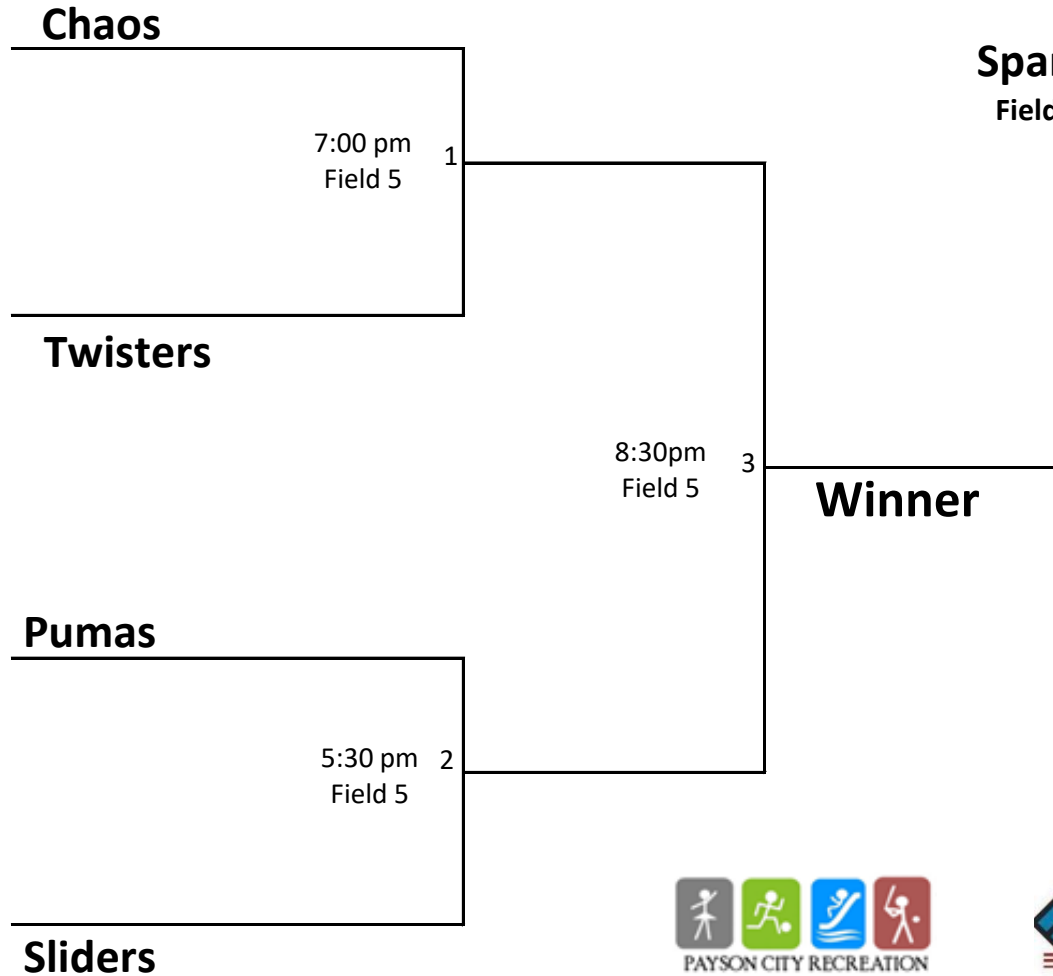 Chaos
7:00 pm
1
Field 5
Twisters
8:30pm
3
Field 5
Winner
Pumas
5:30 pm
2
Field 5
Sliders
PAYSON CITY RECREATION